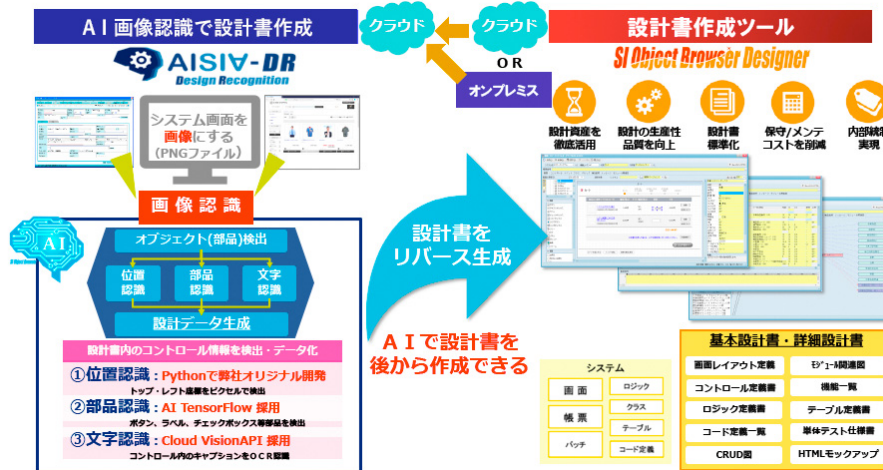 AI画像認識で設計書作成
クラウド
クラウド
設計書作成ツール
AISIA-DR
Design Recognition
OR
オンプレミス
SI Object Browser Designer
システム画面を
画像にする
(PNGファイル)
設計資産を
徹底活用
設計の生産性
品質を向上
設計書
標準化
保守/メンテ
コストを削減
内部統制
実現
画像認識
AI
オブジェクト(部品)検出
位置
認識
部品
認識
文字
認識
設計データ生成
設計書を
リバース生成
AIで設計書を
後から作成できる
設計書内のコントロール情報を検出・データ化
①位置認識:Pythonで弊社オリジナル開発
トップ・レフト座標をピクセルで検出
②部品認識:AI TensorFlow 採用
ボタン、ラベル、チェックボックス等部品を検出
③文字認識:Cloud VisionAPI 採用
コントロール内のキャプションをOCR認識
システム
画面
帳票
バッチ
ロジック
クラス
テーブル
コード定義
基本設計書・詳細設計書
画面レイアウト定義
モジュール関連図
コントロール定義書
機能一覧
ロジック定義書
テーブル定義書
コード定義一覧
単体テスト仕様書
CRUD図
HTMLモックアップ